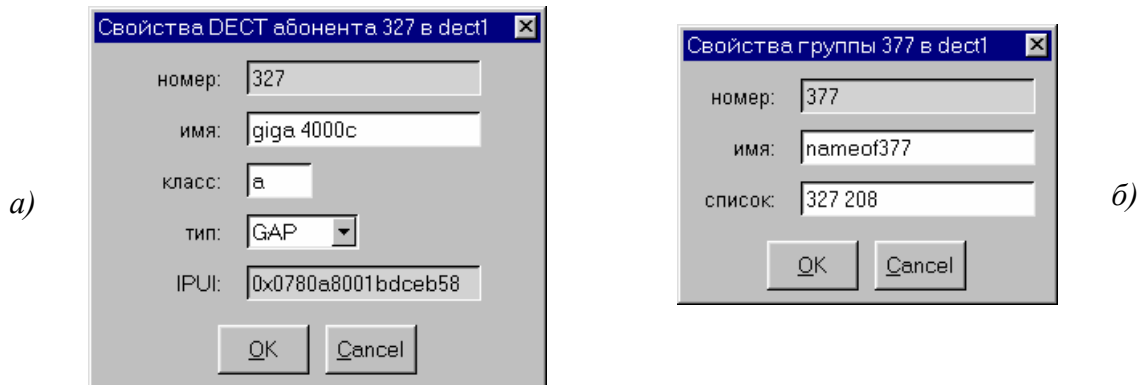 а)
Свойства DECT абонента 327 в dect1
номер: 327
имя: giga 4000c
класс: a
тип: GAP
IPUI: 0x0780a8001bdceb58
OK Cancel
Свойства группы 377 в dect1
номер: 377
имя: nameof377
список: 327 208
OK Cancel
б)